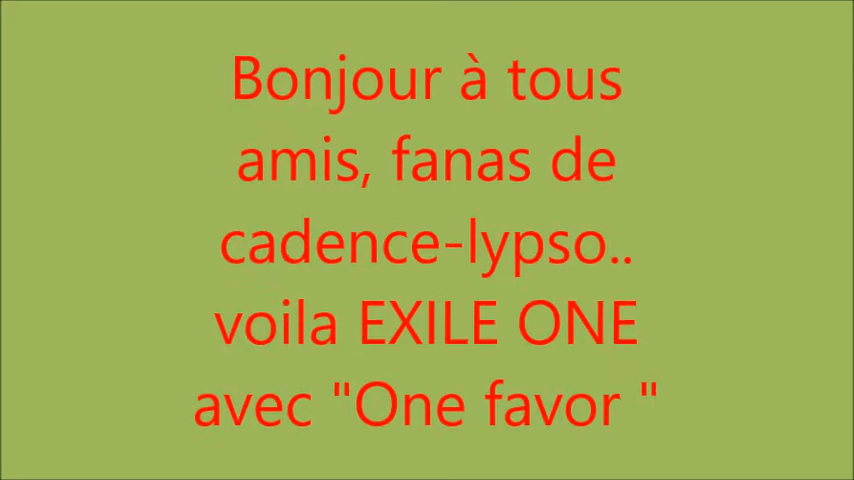 Bonjour à tous
amis, fanas de
cadence-lypso..
voila EXILE ONE
avec "One favor "